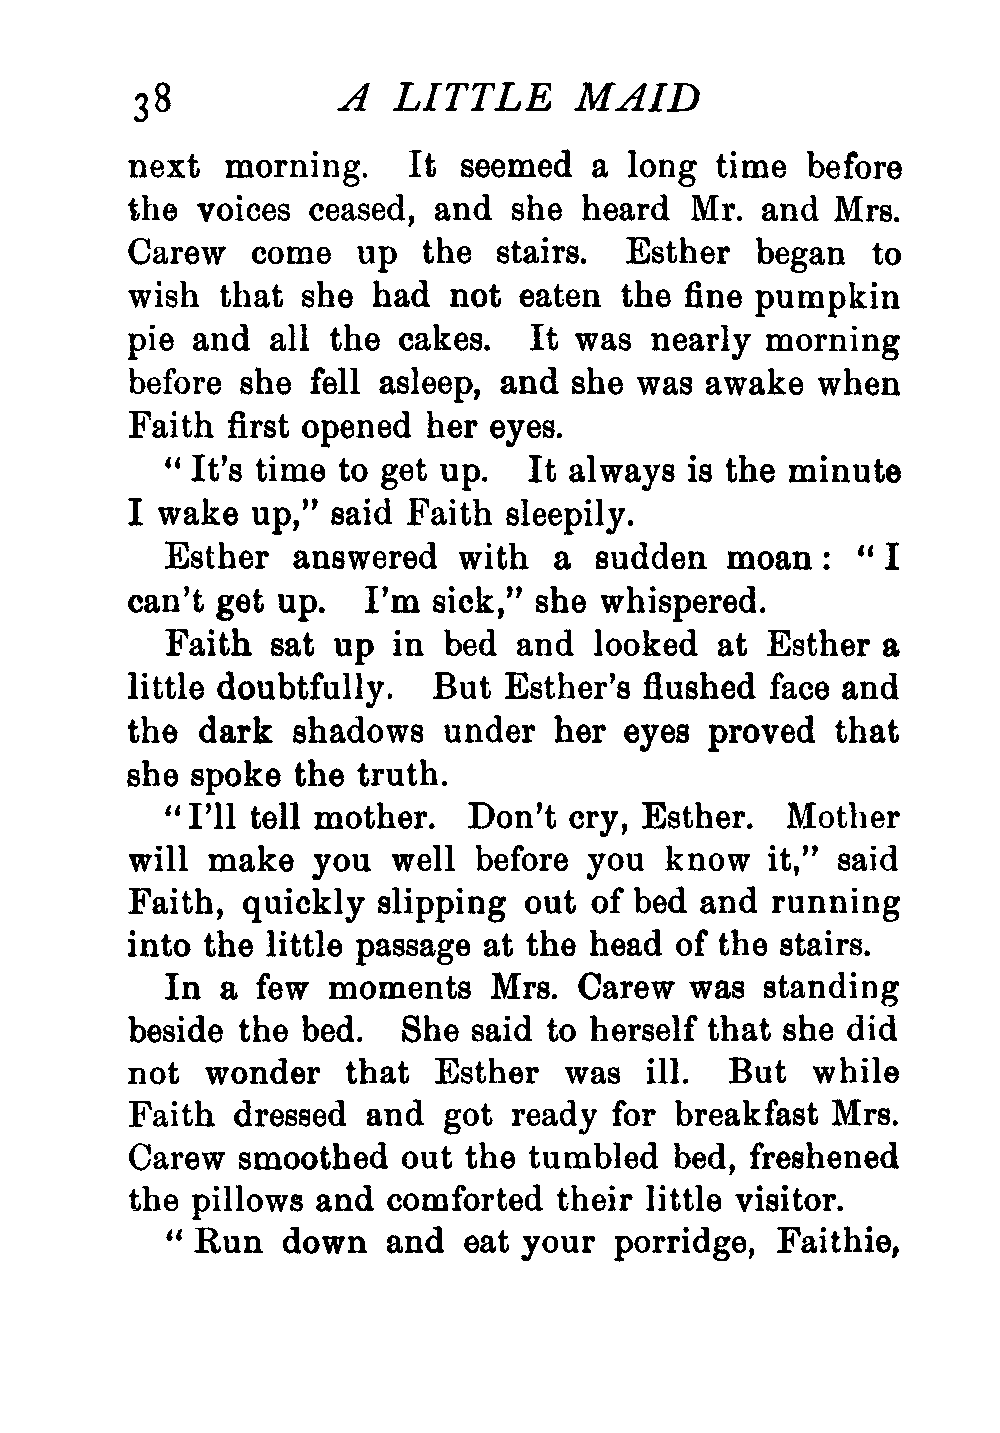 38 A LITTLE MAID
next morning. It seemed a long time before
the voices ceased, and she heard Mr. and Mrs.
Carew come up the stairs. Esther began to
wish that she had not eaten the fine pumpkin
pie and all the cakes. It was nearly morning
before she fell asleep, and she was awake when
Faith first opened her eyes.
“ It’s time to get up. It always is the minute
I wake up,” said Faith sleepily.
Esther answered with a sudden moan : “ I
can’t get up. I’m sick,” she whispered.
Faith sat up in bed and looked at Esther a
little doubtfully. But Esther’s flushed face and
the dark shadows under her eyes proved that
she spoke the truth.
“ I’ll tell mother. Don’t cry, Esther. Mother
will make you well before you know it,” said
Faith, quickly slipping out of bed and running
into the little passage at the head of the stairs.
In a few moments Mrs. Carew was standing
beside the bed. She said to herself that she did
not wonder that Esther was ill. But while
Faith dressed and got ready for breakfast Mrs.
Carew smoothed out the tumbled bed, freshened
the pillows and comforted their little visitor.
“ Run down and eat your porridge, Faithie,